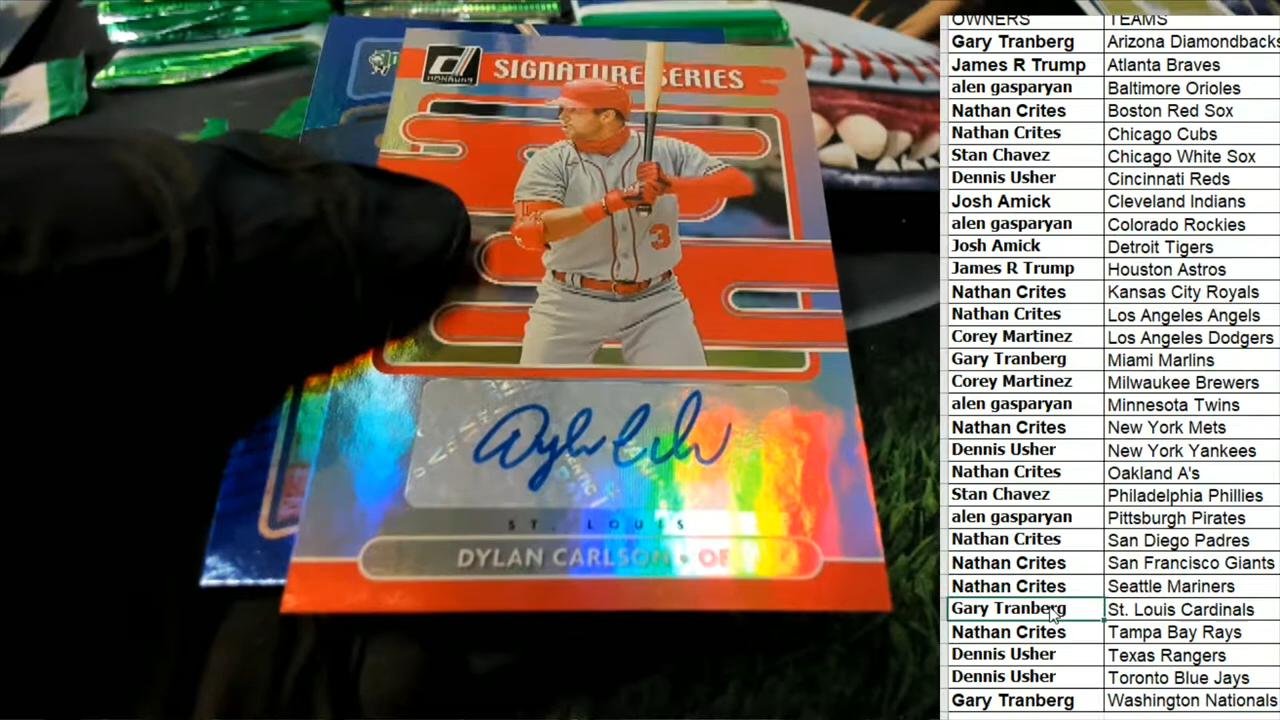 DONRUSS
SIGNATURE SERIES
3
ST. LOUIS
DYLAN CARLSON • OF
OWNERS TEAMS
Gary Tranberg Arizona Diamondbacks
James R Trump Atlanta Braves
alen gasparyan Baltimore Orioles
Nathan Crites Boston Red Sox
Nathan Crites Chicago Cubs
Stan Chavez Chicago White Sox
Dennis Usher Cincinnati Reds
Josh Amick Cleveland Indians
alen gasparyan Colorado Rockies
Josh Amick Detroit Tigers
James R Trump Houston Astros
Nathan Crites Kansas City Royals
Nathan Crites Los Angeles Angels
Corey Martinez Los Angeles Dodgers
Gary Tranberg Miami Marlins
Corey Martinez Milwaukee Brewers
alen gasparyan Minnesota Twins
Nathan Crites New York Mets
Dennis Usher New York Yankees
Nathan Crites Oakland A's
Stan Chavez Philadelphia Phillies
alen gasparyan Pittsburgh Pirates
Nathan Crites San Diego Padres
Nathan Crites San Francisco Giants
Nathan Crites Seattle Mariners
Gary Tranberg St. Louis Cardinals
Nathan Crites Tampa Bay Rays
Dennis Usher Texas Rangers
Dennis Usher Toronto Blue Jays
Gary Tranberg Washington Nationals